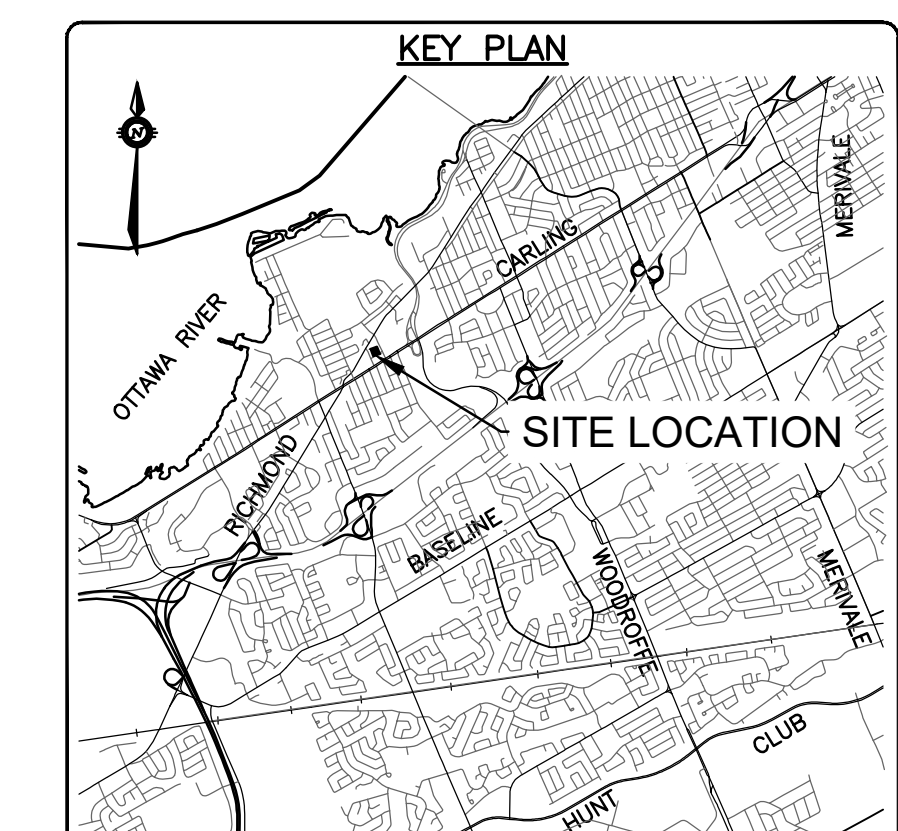 KEY PLAN
N
MERIVALE
CARLING
OTTAWA RIVER
SITE LOCATION
RICHMOND
BASELINE
WOODROFFE
MERIVALE
CLUB
HUNT